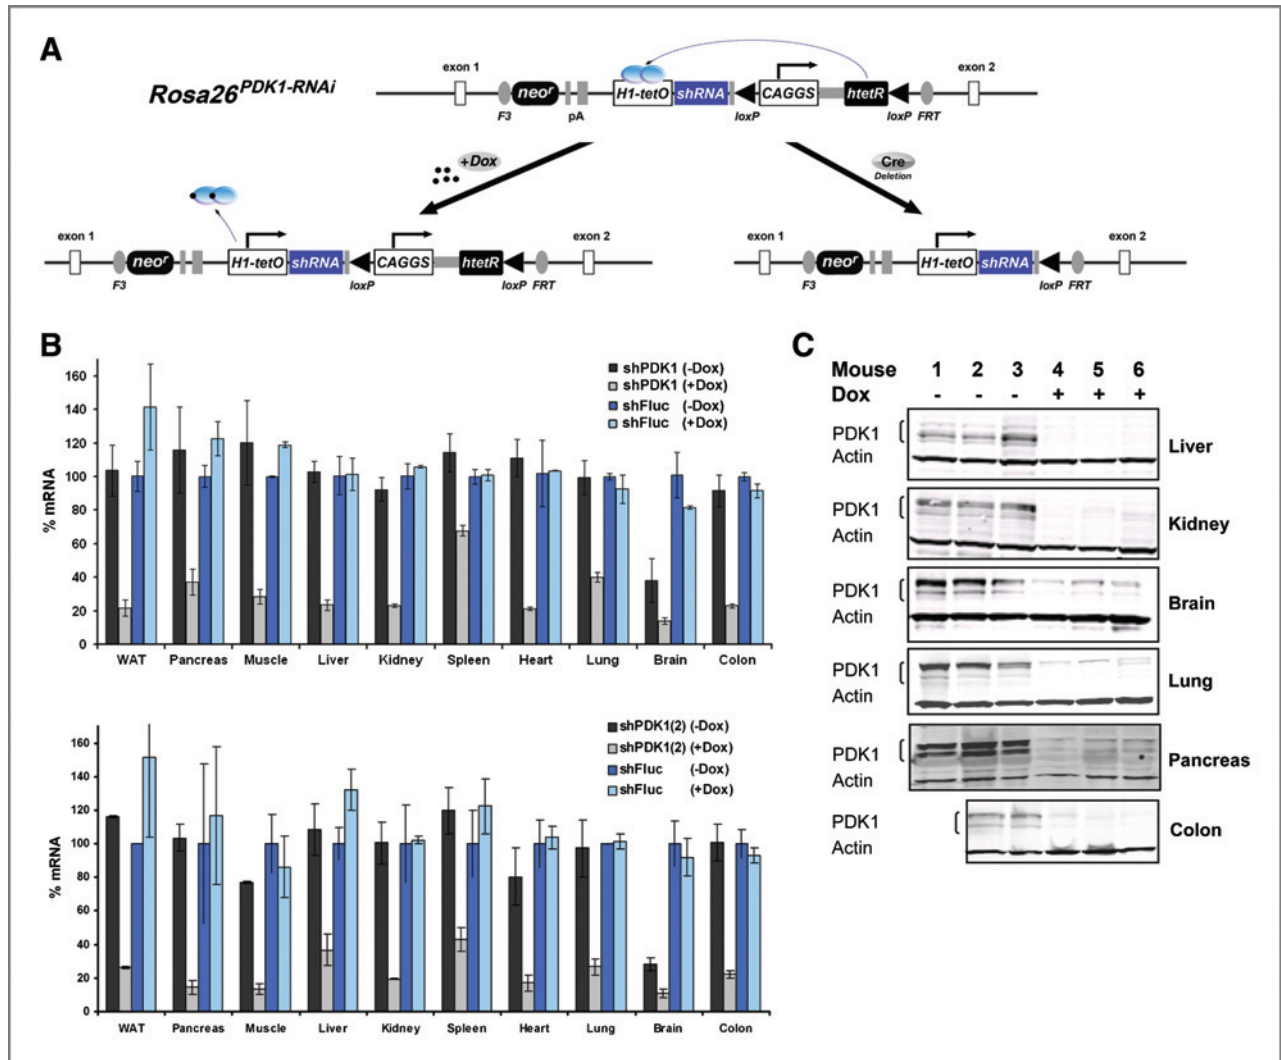 A
Rosa26PDK1-RNAi
exon 1
exon 2
neor
H1-tetO
shRNA
CAGGS
htetR
F3
pA
loxP
loxP FRT
+Dox
Cre
Deletion
exon 1
exon 2
neor
H1-tetO
shRNA
CAGGS
htetR
F3
loxP
loxP FRT
exon 1
exon 2
neor
H1-tetO
shRNA
F3
loxP FRT
B
shPDK1 (-Dox)
shPDK1 (+Dox)
shFluc (-Dox)
shFluc (+Dox)
% mRNA
160
140
120
100
80
60
40
20
0
WAT Pancreas Muscle Liver Kidney Spleen Heart Lung Brain Colon
shPDK1(2) (-Dox)
shPDK1(2) (+Dox)
shFluc (-Dox)
shFluc (+Dox)
% mRNA
160
140
120
100
80
60
40
20
0
WAT Pancreas Muscle Liver Kidney Spleen Heart Lung Brain Colon
C
Mouse 1 2 3 4 5 6
Dox - - - + + +
PDK1
Actin
Liver
PDK1
Actin
Kidney
PDK1
Actin
Brain
PDK1
Actin
Lung
PDK1
Actin
Pancreas
PDK1
Actin
Colon